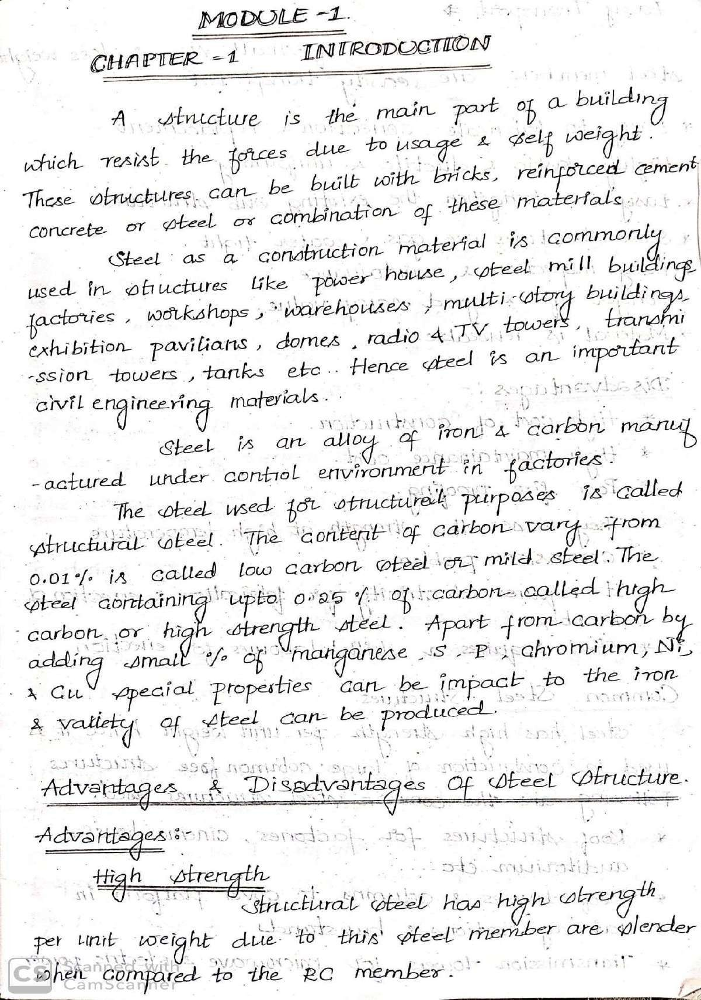 MODULE -1.
CHAPTER -1 INTRODUCTION
A structure is the main part of a building
which resist the forces due to usage & self weight.
These structures can be built with bricks, reinforced cement
concrete or steel or combination of these materials.
Steel as a construction material is commonly
used in structures like power house, steel mill buildings
factories, workshops, warehouses, multi-story buildings,
exhibition pavilians, domes, radio & TV towers, transmi
-ssion towers, tanks etc.. Hence steel is an important
civil engineering materials.
Steel is an alloy of iron & carbon manuf
-actured under control environment in factories.
The steel used for structural purposes is called
structural steel. The content of carbon vary from
0.01% is called low carbon steel or mild steel. The
steel containing upto 0.25 % of carbon called high
carbon or high strength steel. Apart from carbon by
adding small % of manganese, S, P, chromium, Ni,
& Cu special properties can be impact to the iron
& variety of steel can be produced.
Advantages & Disadvantages Of Steel Structure.
Advantages:-
High strength
Structural steel has high strength
per unit weight due to this steel member are slender
when compared to the RC member.
CS Scanned with
CamScanner